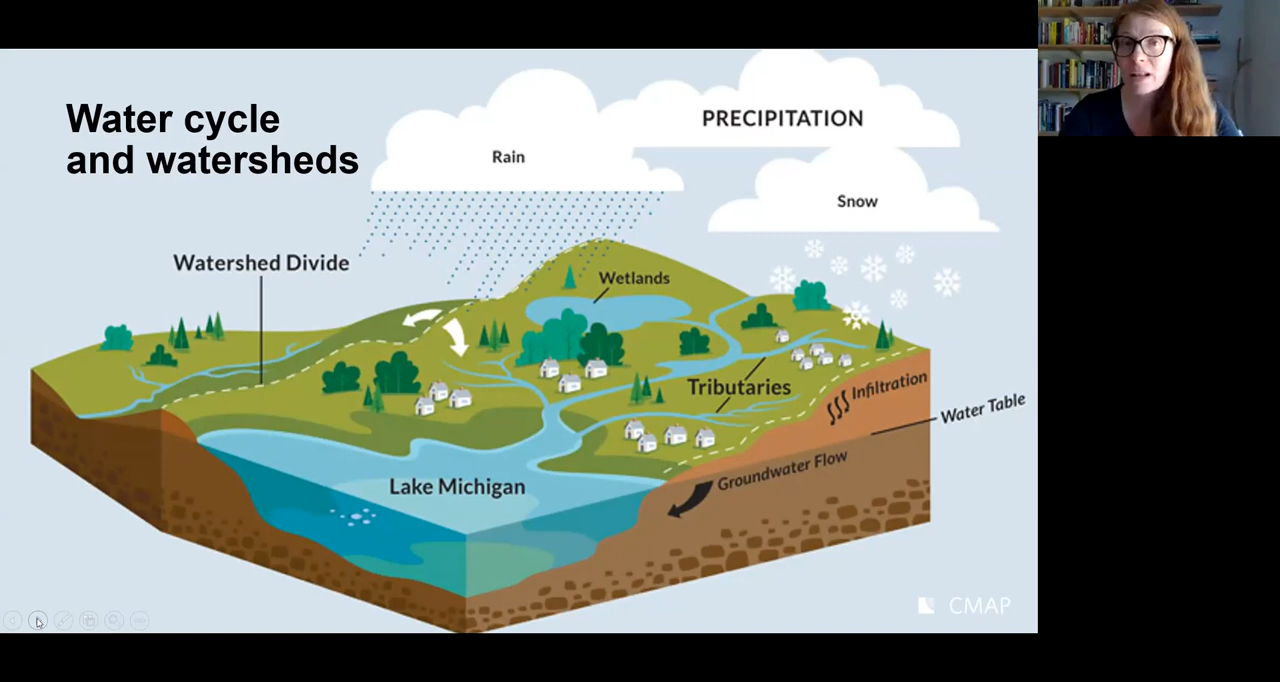 Water cycle
and watersheds
PRECIPITATION
Rain
Snow
Watershed Divide
Wetlands
Tributaries
Infiltration
Water Table
Groundwater Flow
Lake Michigan
CMAP